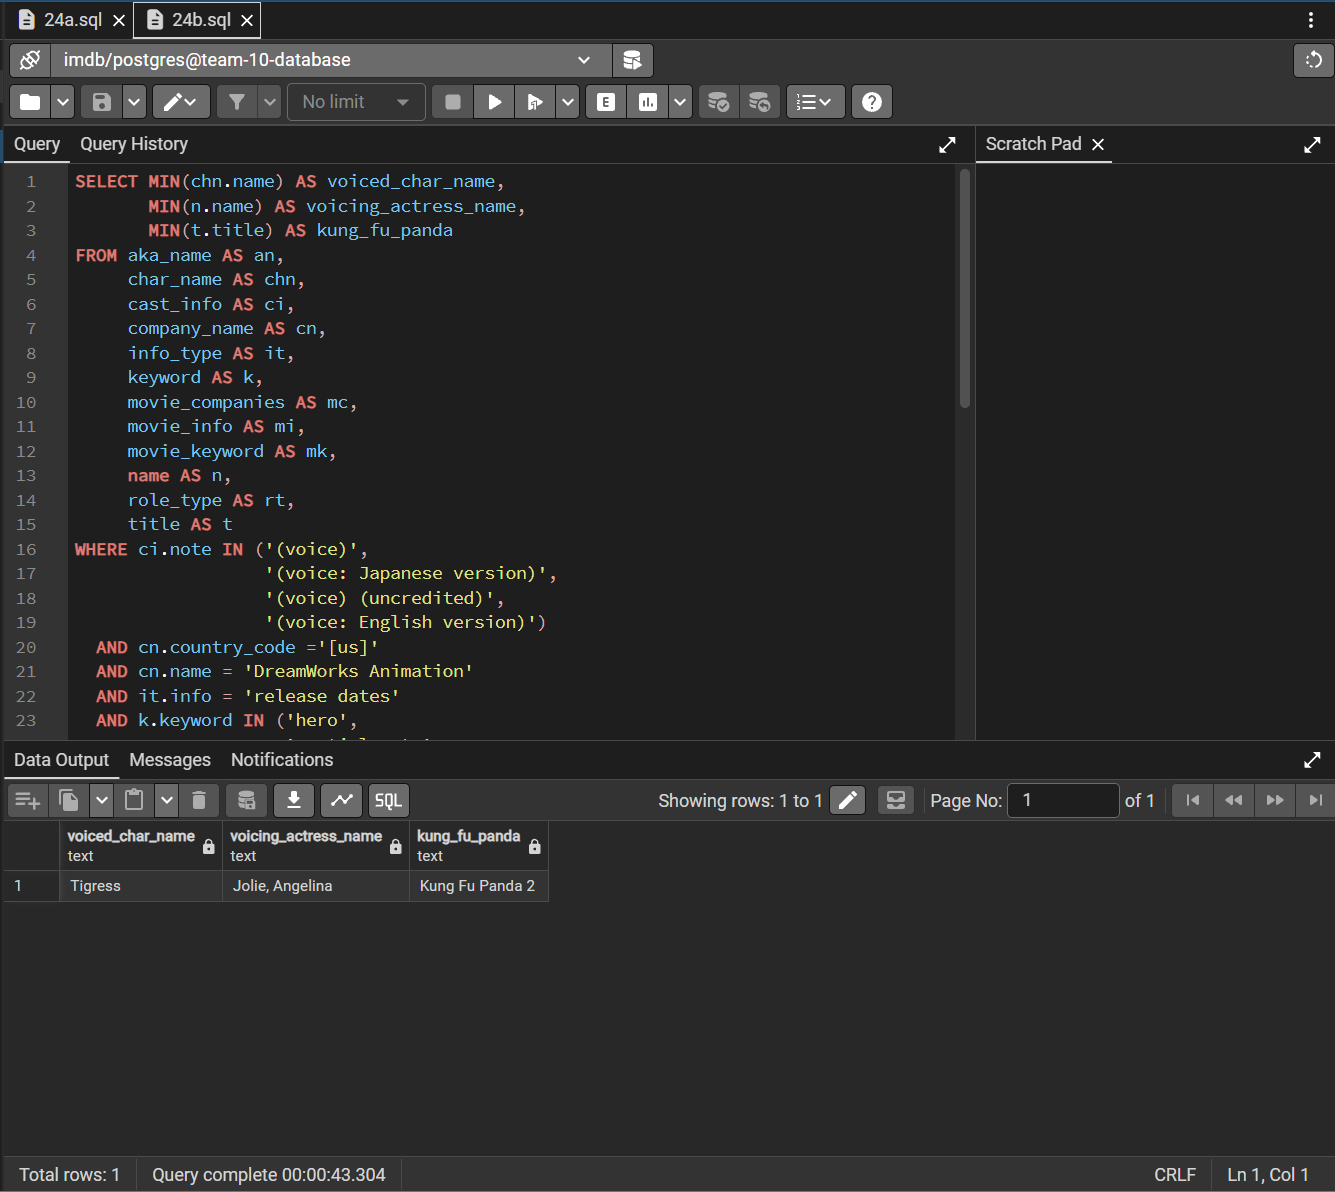 24a.sql
24b.sql
imdb/postgres@team-10-database
No limit
E
Query
Query History
Scratch Pad
1 SELECT MIN(chn.name) AS voiced_char_name,
2 MIN(n.name) AS voicing_actress_name,
3 MIN(t.title) AS kung_fu_panda
4 FROM aka_name AS an,
5 char_name AS chn,
6 cast_info AS ci,
7 company_name AS cn,
8 info_type AS it,
9 keyword AS k,
10 movie_companies AS mc,
11 movie_info AS mi,
12 movie_keyword AS mk,
13 name AS n,
14 role_type AS rt,
15 title AS t
16 WHERE ci.note IN ('(voice)',
17 '(voice: Japanese version)',
18 '(voice) (uncredited)',
19 '(voice: English version)')
20 AND cn.country_code ='[us]'
21 AND cn.name = 'DreamWorks Animation'
22 AND it.info = 'release dates'
23 AND k.keyword IN ('hero',
Data Output
Messages
Notifications
SQL
Showing rows: 1 to 1
Page No: 1 of 1
voiced_char_name voicing_actress_name kung_fu_panda
text text text
1 Tigress Jolie, Angelina Kung Fu Panda 2
Total rows: 1 Query complete 00:00:43.304 CRLF Ln 1, Col 1